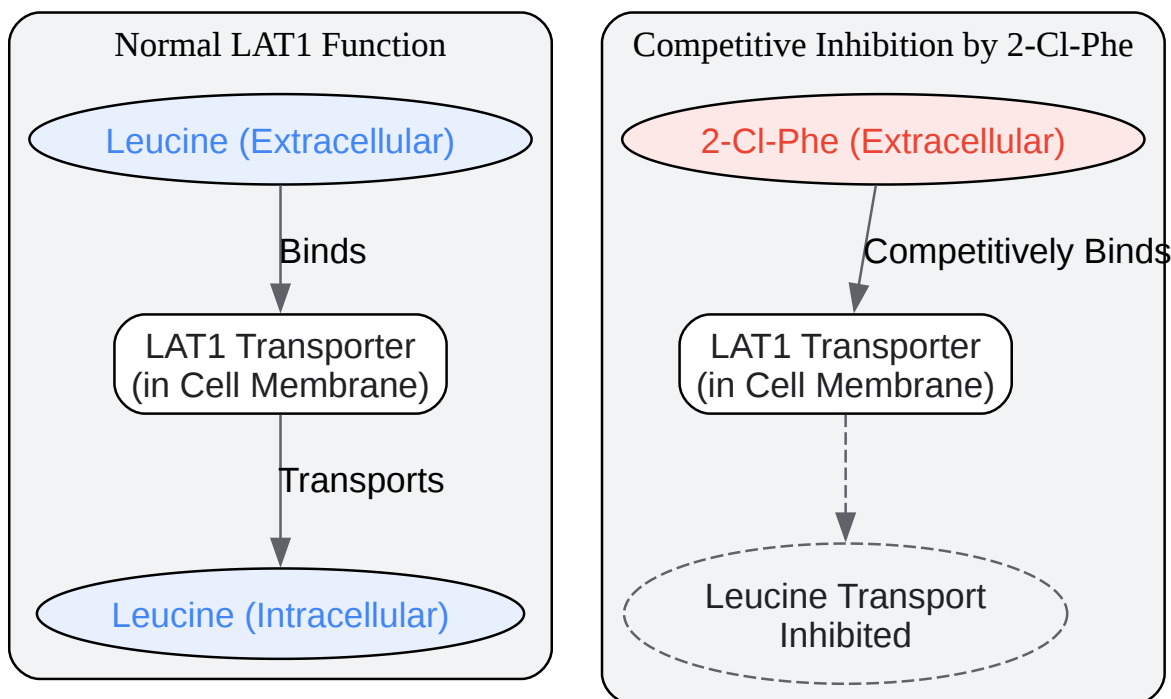 Normal LAT1 Function
Leucine (Extracellular)
Binds
LAT1 Transporter
(in Cell Membrane)
Transports
Leucine (Intracellular)
Competitive Inhibition by 2-Cl-Phe
2-Cl-Phe (Extracellular)
Competitively Binds
LAT1 Transporter
(in Cell Membrane)
Leucine Transport
Inhibited